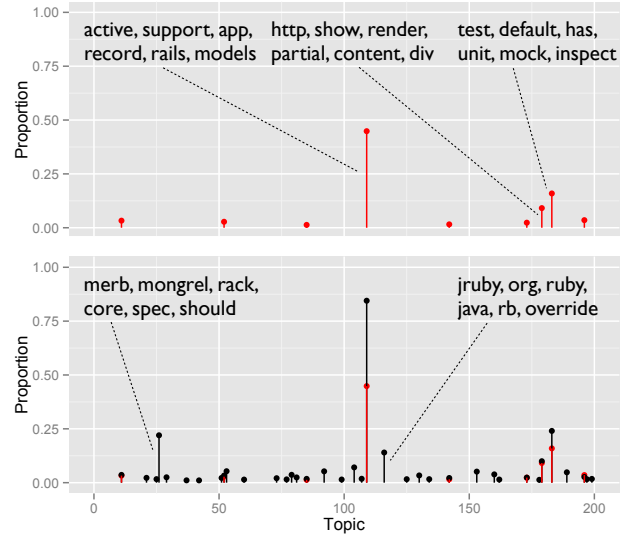 1.00
0.75
0.50
0.25
0.00
Proportion
active, support, app,
record, rails, models
http, show, render,
partial, content, div
test, default, has,
unit, mock, inspect
1.00
0.75
0.50
0.25
0.00
Proportion
merb, mongrel, rack,
core, spec, should
jruby, org, ruby,
java, rb, override
0
50
100
150
200
Topic